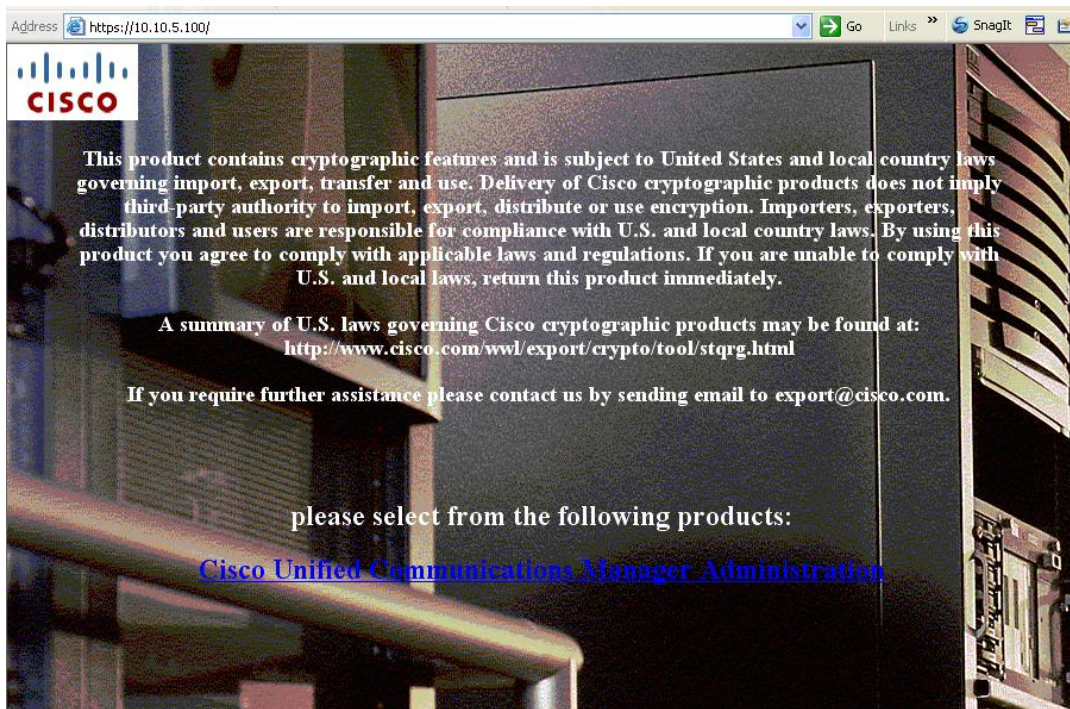 Address https://10.10.5.100/ Go Links » SnagIt
CISCO
This product contains cryptographic features and is subject to United States and local country laws
governing import, export, transfer and use. Delivery of Cisco cryptographic products does not imply
third-party authority to import, export, distribute or use encryption. Importers, exporters,
distributors and users are responsible for compliance with U.S. and local country laws. By using this
product you agree to comply with applicable laws and regulations. If you are unable to comply with
U.S. and local laws, return this product immediately.
A summary of U.S. laws governing Cisco cryptographic products may be found at:
http://www.cisco.com/wwl/export/crypto/tool/stqrg.html
If you require further assistance please contact us by sending email to export@cisco.com.
please select from the following products:
Cisco Unified Communications Manager Administration